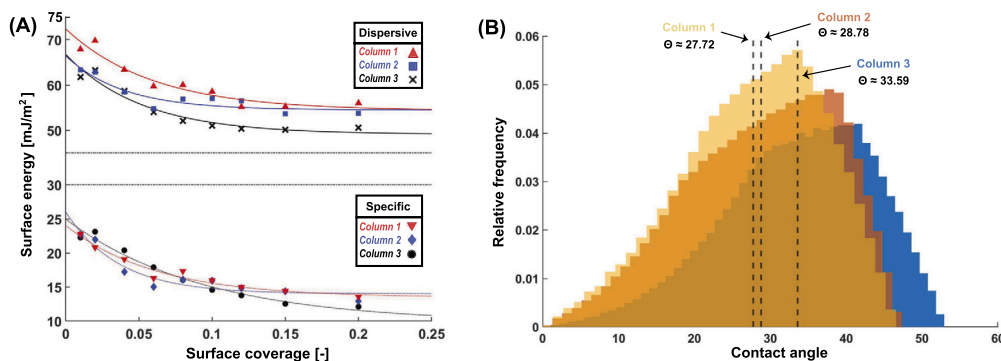 (A)
Surface energy [mJ/m²]
75
70
60
50
30
25
20
15
10
Dispersive
Column 1
Column 2
Column 3
Specific
Column 1
Column 2
Column 3
0
0.05
0.1
0.15
0.2
0.25
Surface coverage [-]
(B)
Relative frequency
0.06
0.05
0.04
0.03
0.02
0.01
0
Column 1
Θ ≈ 27.72
Column 2
Θ ≈ 28.78
Column 3
Θ ≈ 33.59
0
10
20
30
40
50
60
Contact angle